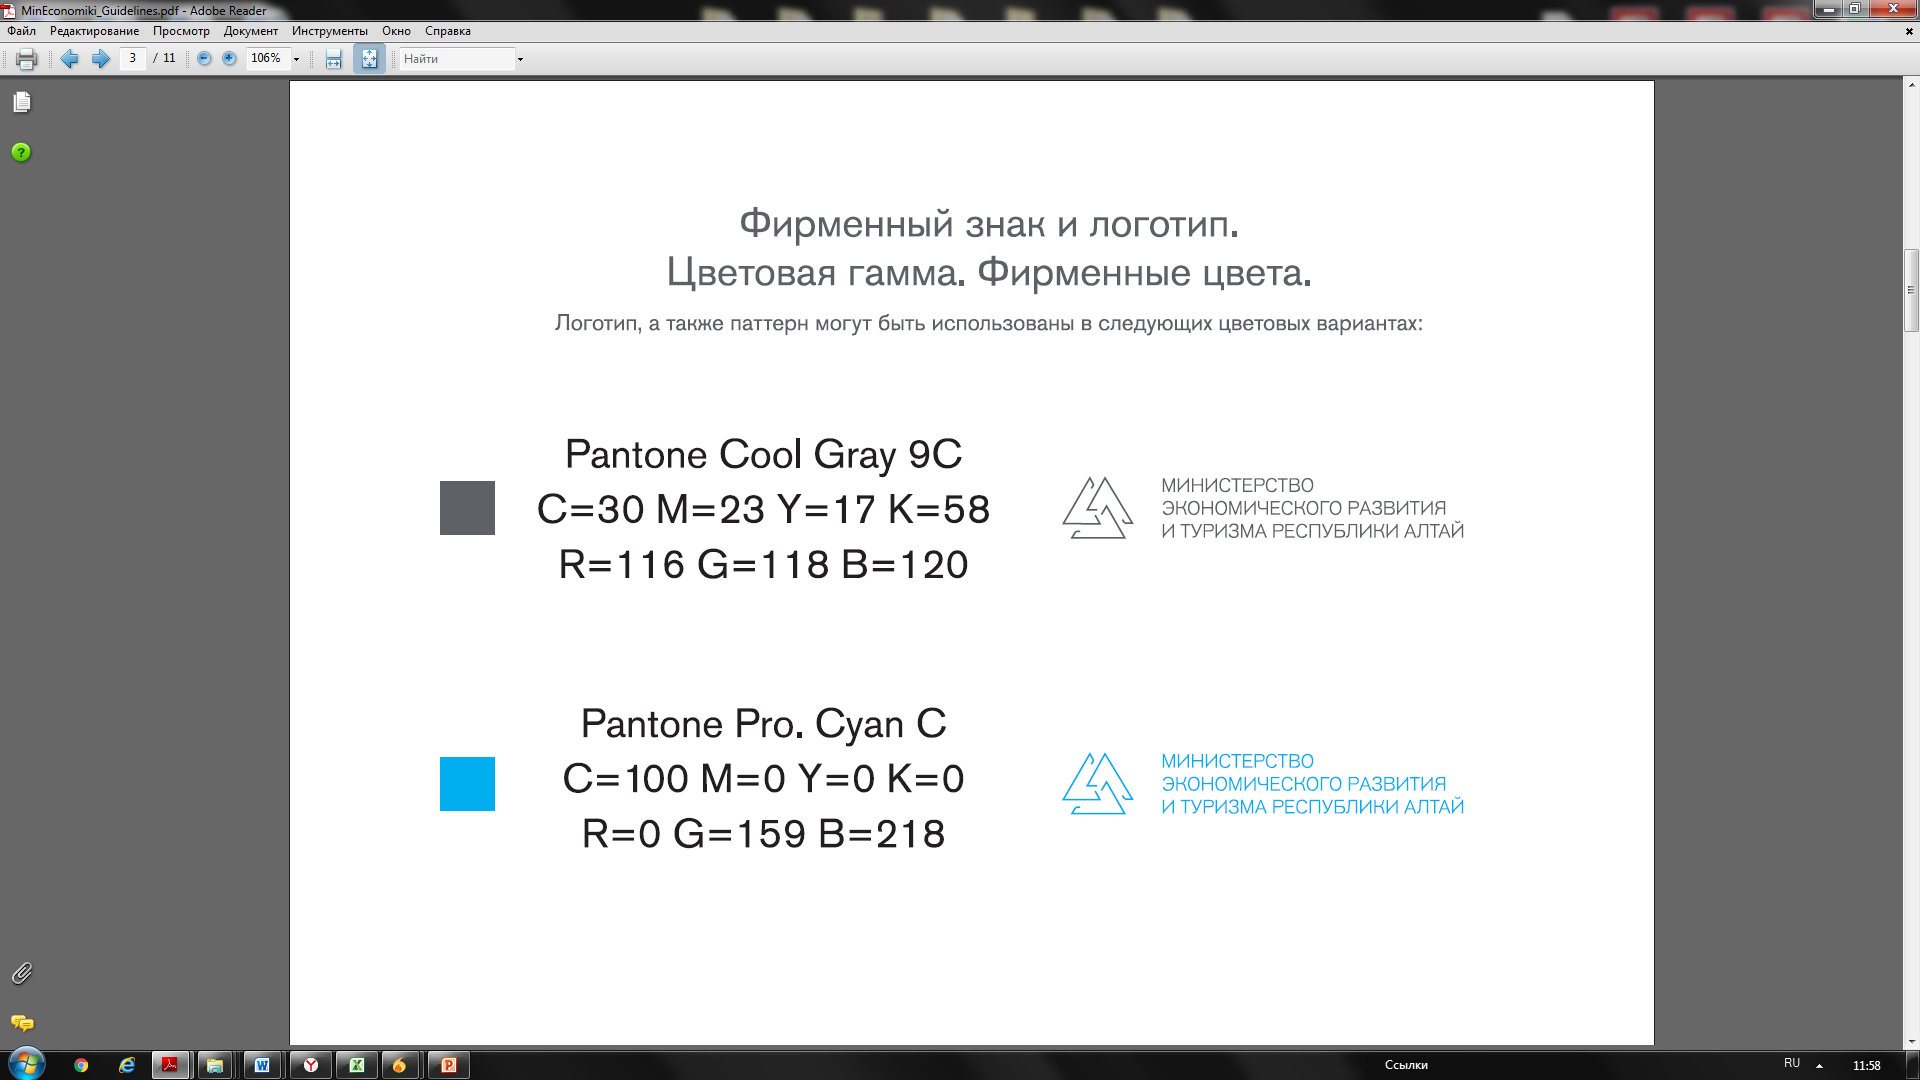 MinEconomiki_Guidelines.pdf - Adobe Reader
Файл Редактирование Просмотр Документ Инструменты Окно Справка
3 / 11 106% Найти
Фирменный знак и логотип.
Цветовая гамма. Фирменные цвета.
Логотип, а также паттерн могут быть использованы в следующих цветовых вариантах:
Pantone Cool Gray 9C
C=30 M=23 Y=17 K=58
R=116 G=118 B=120
МИНИСТЕРСТВО
ЭКОНОМИЧЕСКОГО РАЗВИТИЯ
И ТУРИЗМА РЕСПУБЛИКИ АЛТАЙ
Pantone Pro. Cyan C
C=100 M=0 Y=0 K=0
R=0 G=159 B=218
МИНИСТЕРСТВО
ЭКОНОМИЧЕСКОГО РАЗВИТИЯ
И ТУРИЗМА РЕСПУБЛИКИ АЛТАЙ
Ссылки RU 11:58